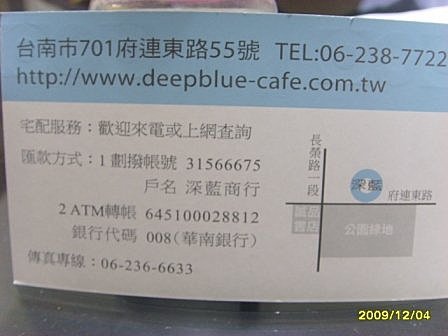 台南市701府連東路55號 TEL:06-238-7722
http://www.deepblue-cafe.com.tw
宅配服務：歡迎來電或上網查詢
匯款方式：1 劃撥帳號 31566675
戶名 深藍商行
2 ATM轉帳 645100028812
銀行代碼 008(華南銀行)
傳真專線：06-236-6633
長榮路一段
深藍
府連東路
誠品書店
公園綠地
2009/12/04